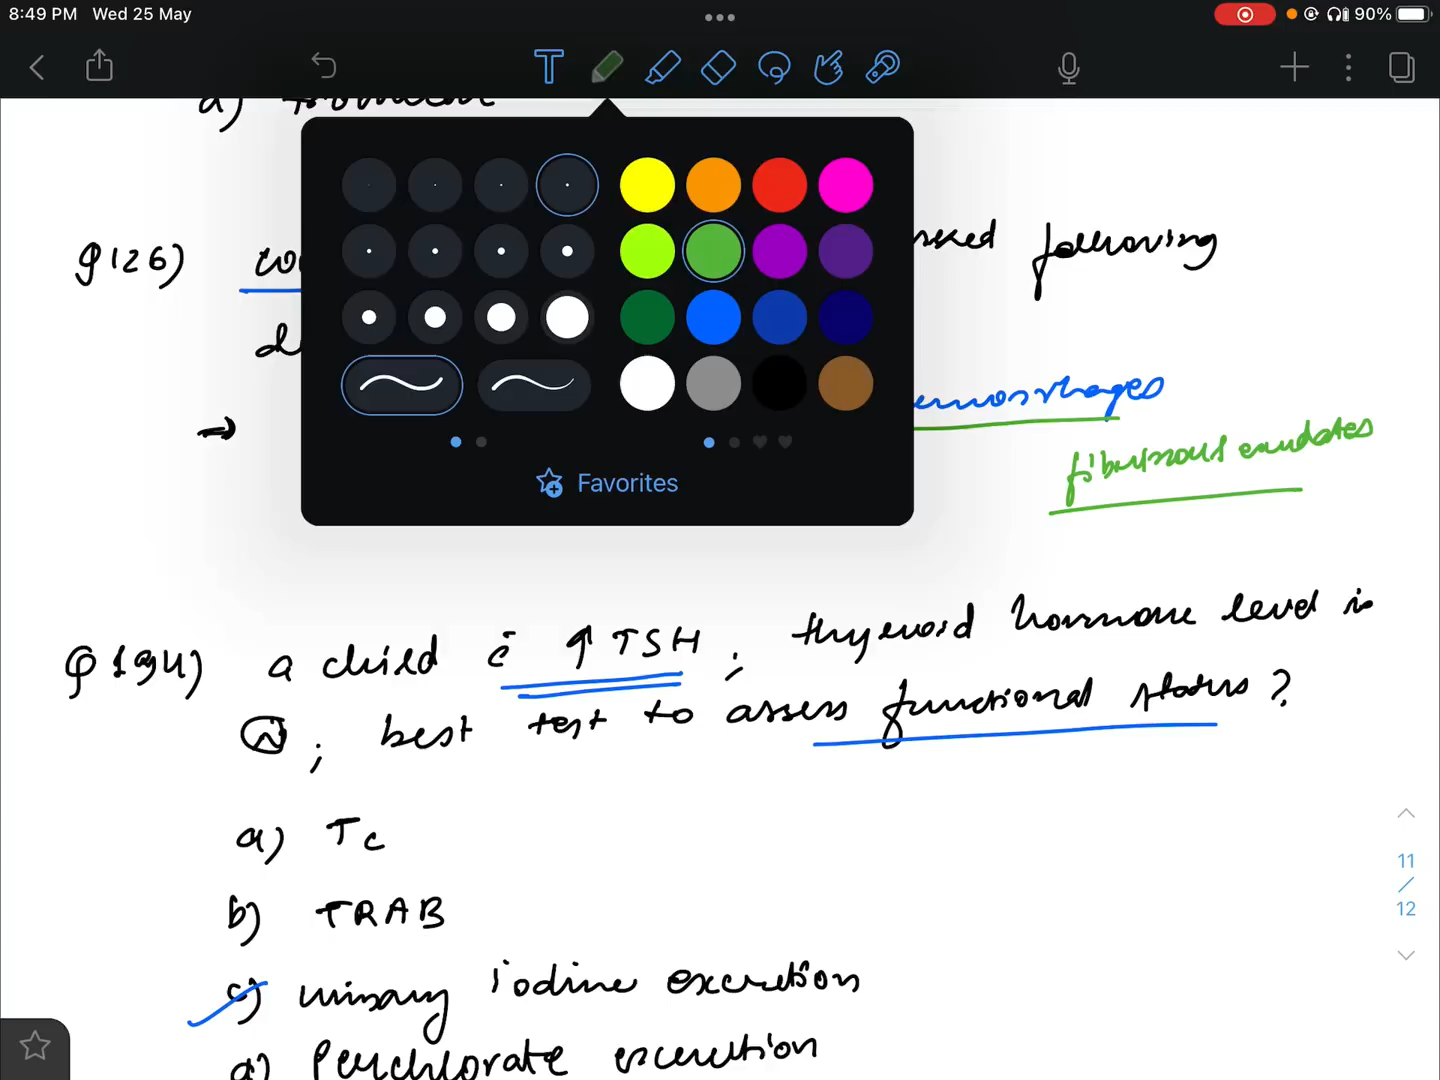 8:49 PM Wed 25 May
90%
Q126)
following
Favorites
fibrinous exudates
Q194) a child c̄ ↑ TSH ; thyroid hormone level is
N ; best test to assess functional status ?
a) Tc
b) TRAB
c) urinary iodine excretion
d) Perchlorate excretion
11
/
12